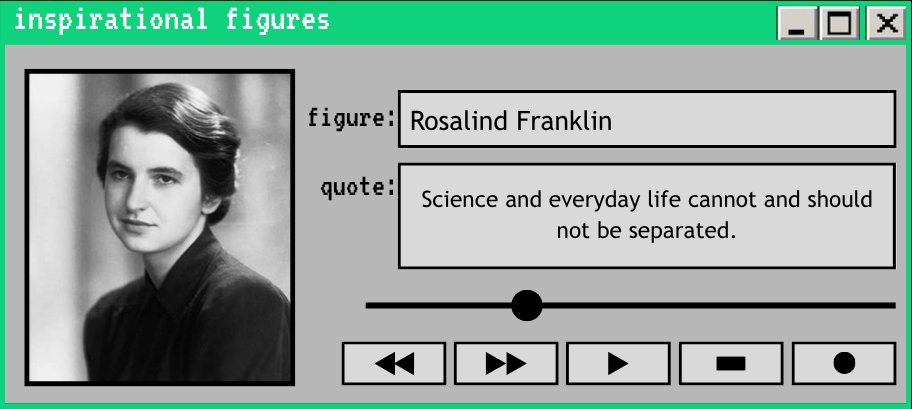 inspirational figures
figure: Rosalind Franklin
quote: Science and everyday life cannot and should
not be separated.